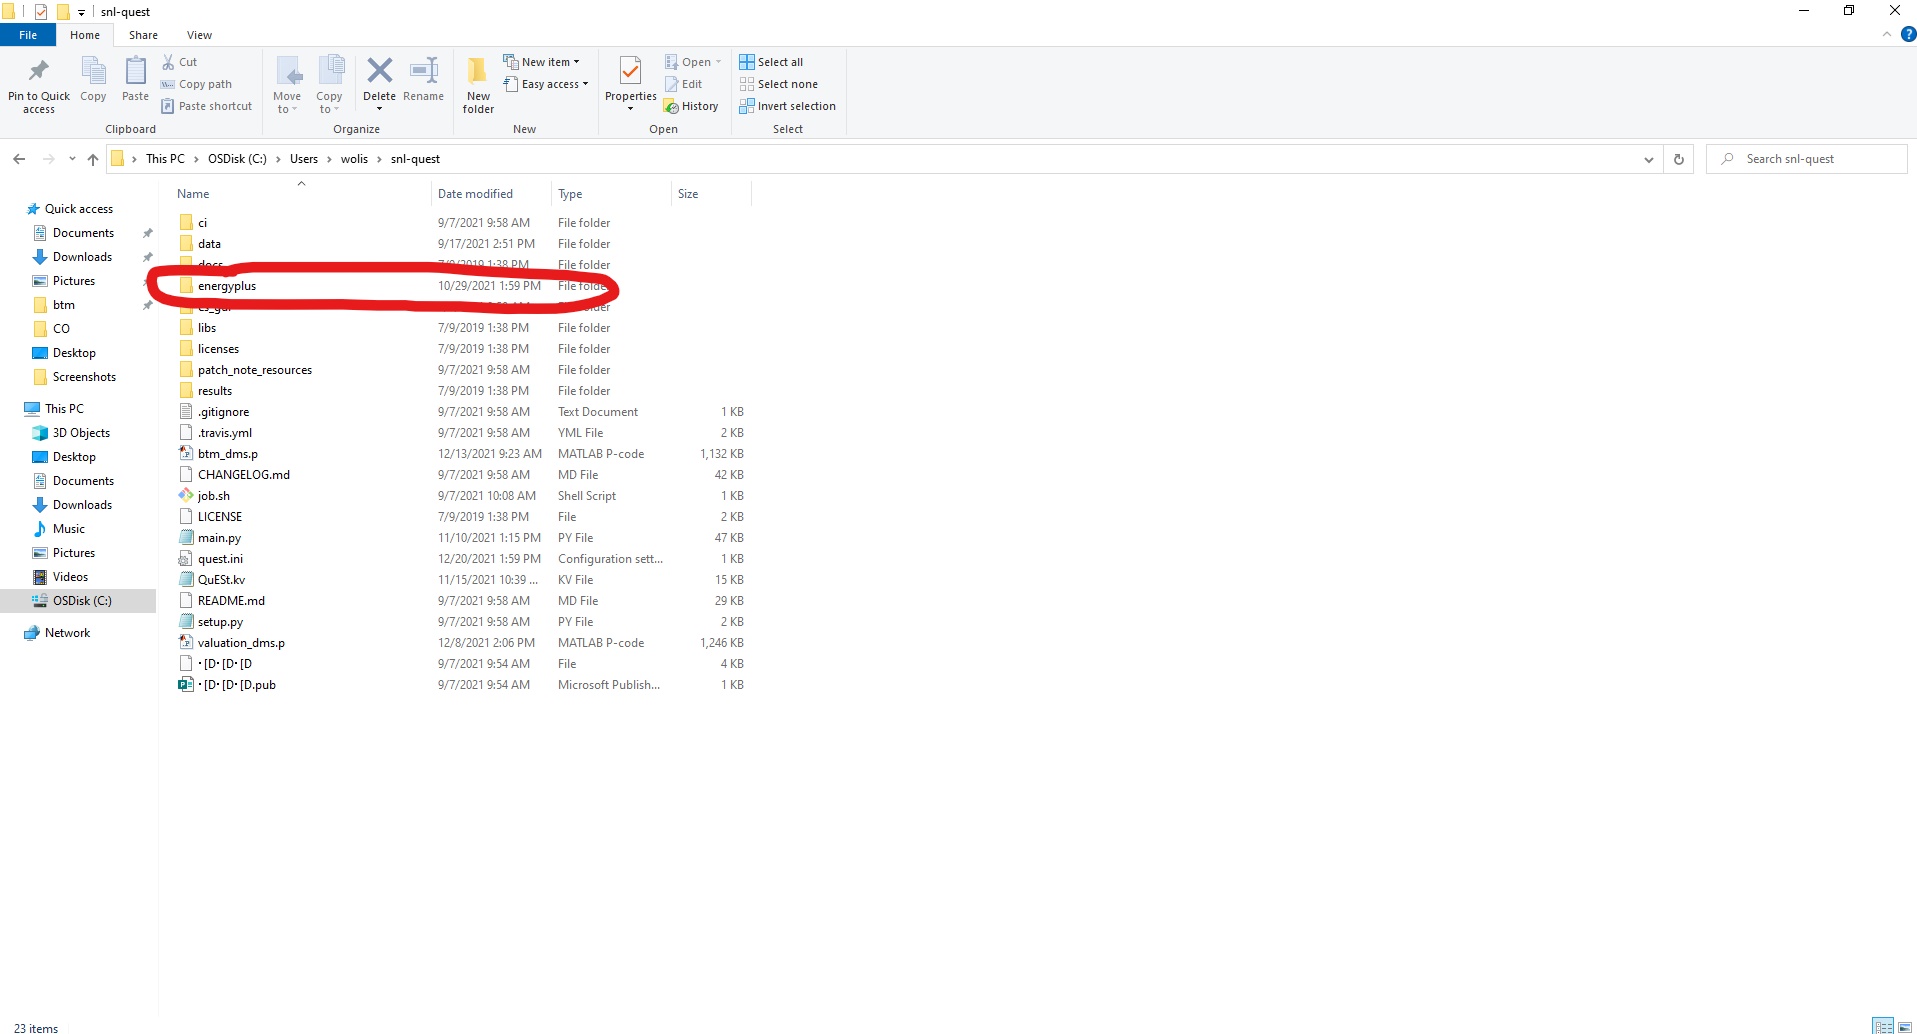 snl-quest
File Home Share View
Pin to Quick access
Copy
Paste
Cut
Copy path
Paste shortcut
Clipboard
Move to
Copy to
Delete
Rename
Organize
New folder
New item
Easy access
New
Properties
Open
Edit
History
Open
Select all
Select none
Invert selection
Select
This PC > OSDisk (C:) > Users > wolis > snl-quest
Search snl-quest
Quick access
Documents
Downloads
Pictures
btm
CO
Desktop
Screenshots
This PC
3D Objects
Desktop
Documents
Downloads
Music
Pictures
Videos
OSDisk (C:)
Network
Name Date modified Type Size
ci 9/7/2021 9:58 AM File folder
data 9/17/2021 2:51 PM File folder
docs 7/9/2019 1:38 PM File folder
energyplus 10/29/2021 1:59 PM File folder
es_gui File folder
libs 7/9/2019 1:38 PM File folder
licenses 7/9/2019 1:38 PM File folder
patch_note_resources 9/7/2021 9:58 AM File folder
results 7/9/2019 1:38 PM File folder
.gitignore 9/7/2021 9:58 AM Text Document 1 KB
.travis.yml 9/7/2021 9:58 AM YML File 2 KB
btm_dms.p 12/13/2021 9:23 AM MATLAB P-code 1,132 KB
CHANGELOG.md 9/7/2021 9:58 AM MD File 42 KB
job.sh 9/7/2021 10:08 AM Shell Script 1 KB
LICENSE 7/9/2019 1:38 PM File 2 KB
main.py 11/10/2021 1:15 PM PY File 47 KB
quest.ini 12/20/2021 1:59 PM Configuration sett... 1 KB
QuESt.kv 11/15/2021 10:39 ... KV File 15 KB
README.md 9/7/2021 9:58 AM MD File 29 KB
setup.py 9/7/2021 9:58 AM PY File 2 KB
valuation_dms.p 12/8/2021 2:06 PM MATLAB P-code 1,246 KB
·[D·[D·[D 9/7/2021 9:54 AM File 4 KB
·[D·[D·[D.pub 9/7/2021 9:54 AM Microsoft Publish... 1 KB
23 items